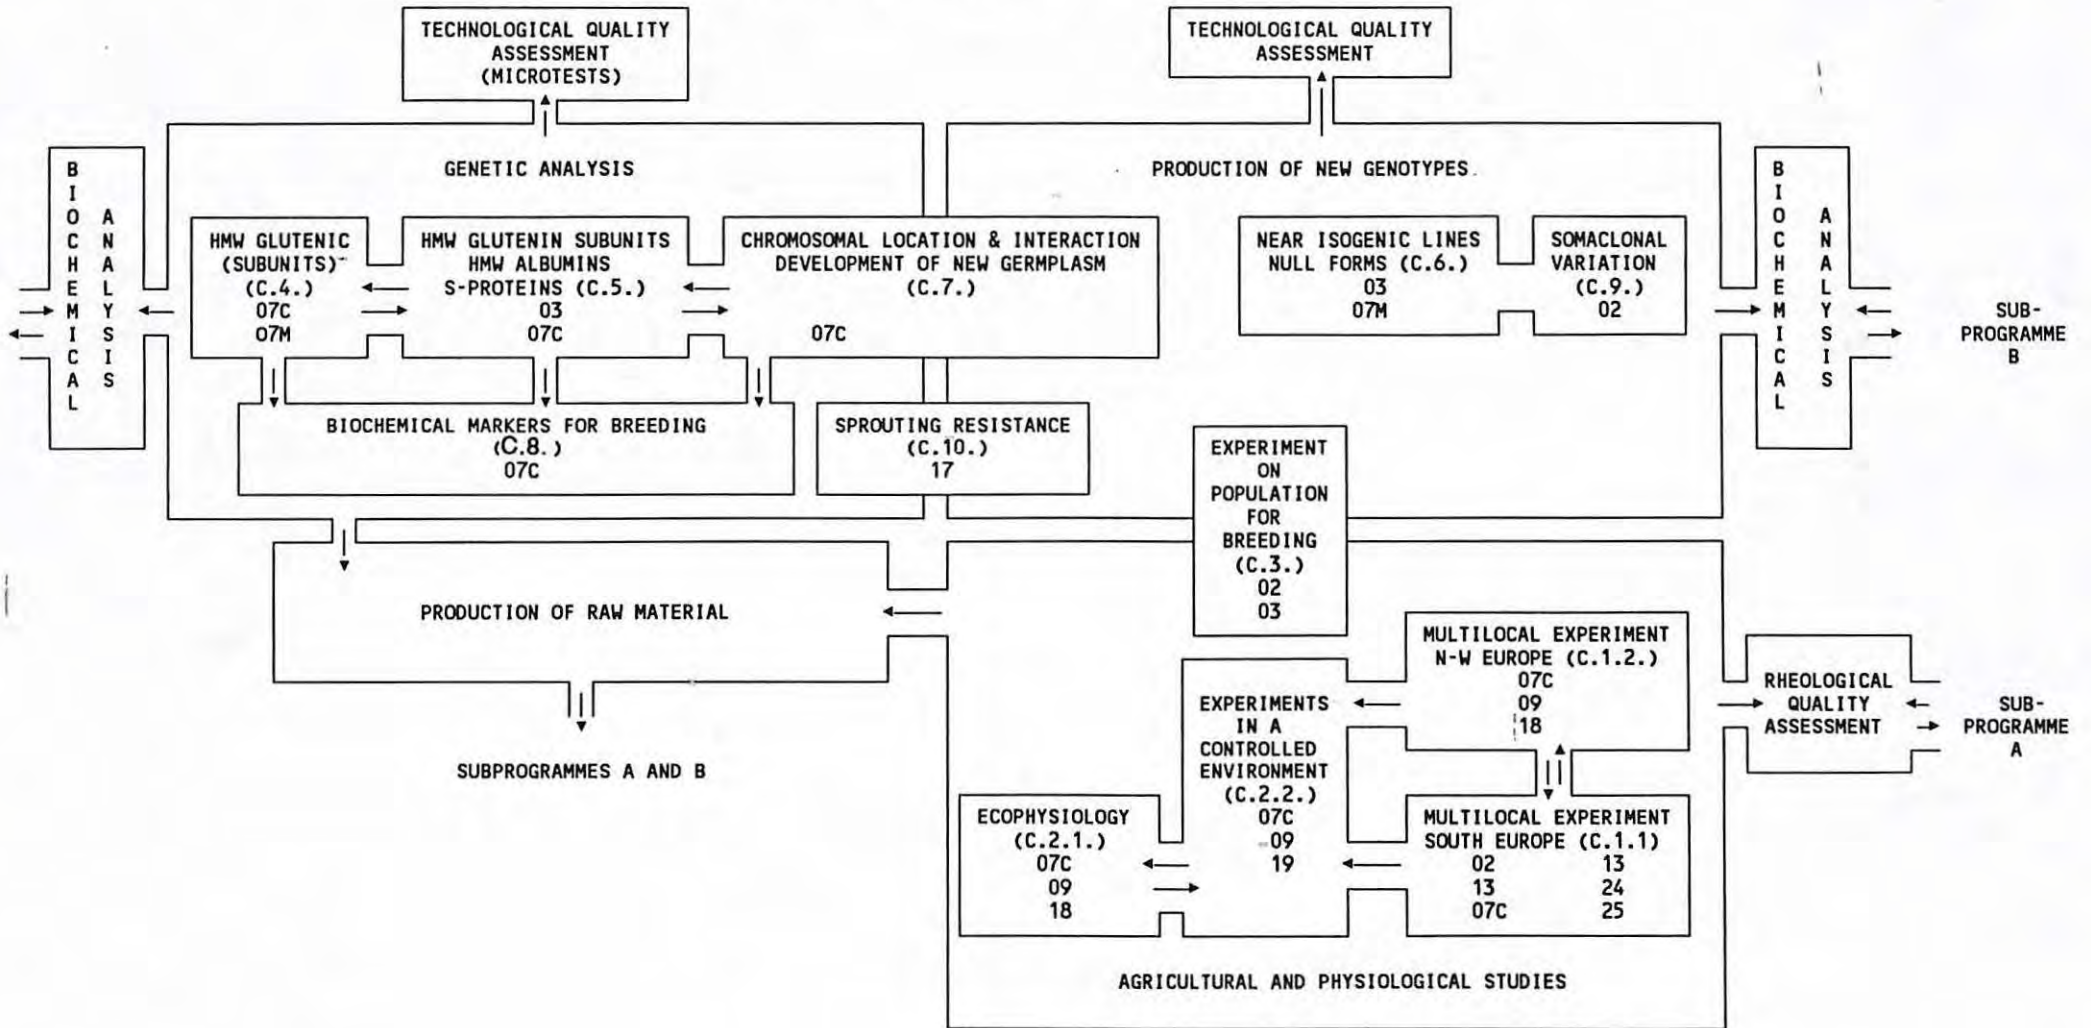 TECHNOLOGICAL QUALITY
ASSESSMENT
(MICROTESTS)
TECHNOLOGICAL QUALITY
ASSESSMENT
BIOCHEMICAL
ANALYSIS
GENETIC ANALYSIS
HMW GLUTENIC
(SUBUNITS)
(C.4.)
07C
07M
HMW GLUTENIN SUBUNITS
HMW ALBUMINS
S-PROTEINS (C.5.)
03
07C
CHROMOSOMAL LOCATION & INTERACTION
DEVELOPMENT OF NEW GERMPLASM
(C.7.)
07C
BIOCHEMICAL MARKERS FOR BREEDING
(C.8.)
07C
SPROUTING RESISTANCE
(C.10.)
17
PRODUCTION OF NEW GENOTYPES
NEAR ISOGENIC LINES
NULL FORMS (C.6.)
03
07M
SOMACLONAL
VARIATION
(C.9.)
02
BIOCHEMICAL
ANALYSIS
SUB-
PROGRAMME
B
EXPERIMENT
ON
POPULATION
FOR
BREEDING
(C.3.)
02
03
PRODUCTION OF RAW MATERIAL
SUBPROGRAMMES A AND B
MULTILOCAL EXPERIMENT
N-W EUROPE (C.1.2.)
07C
09
18
EXPERIMENTS
IN A
CONTROLLED
ENVIRONMENT
(C.2.2.)
07C
09
19
RHEOLOGICAL
QUALITY
ASSESSMENT
SUB-
PROGRAMME
A
ECOPHYSIOLOGY
(C.2.1.)
07C
09
18
MULTILOCAL EXPERIMENT
SOUTH EUROPE (C.1.1)
02 13
13 24
07C 25
AGRICULTURAL AND PHYSIOLOGICAL STUDIES